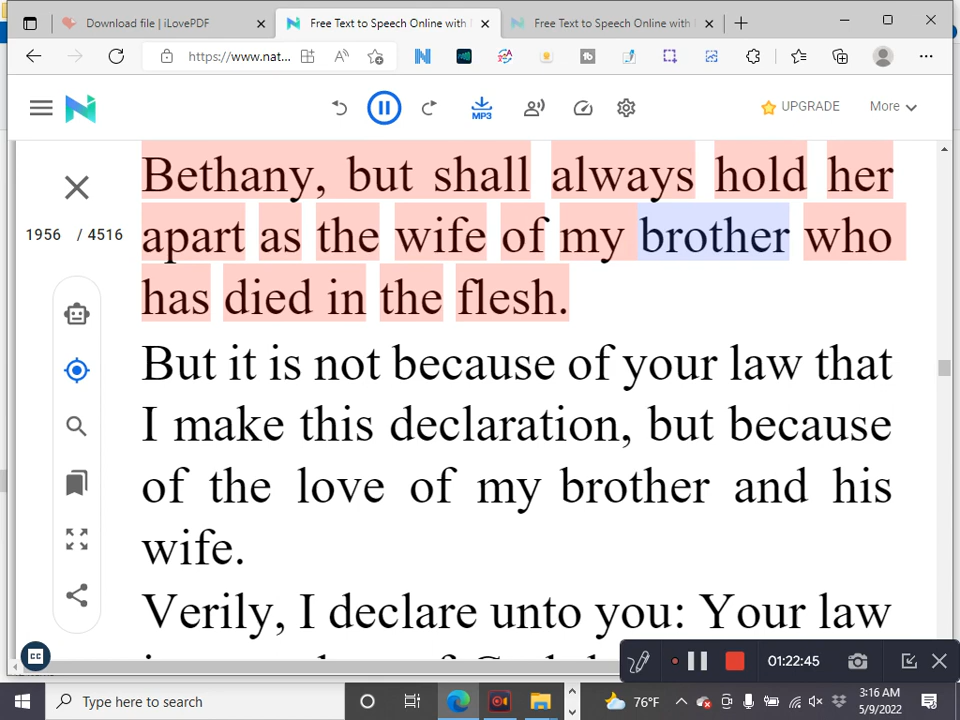 Download file | iLovePDF
Free Text to Speech Online with
Free Text to Speech Online with
https://www.nat...
UPGRADE
More
MP3
1956 / 4516
Bethany, but shall always hold her
apart as the wife of my brother who
has died in the flesh.
But it is not because of your law that
I make this declaration, but because
of the love of my brother and his
wife.
Verily, I declare unto you: Your law
CC
01:22:45
Type here to search
76°F
3:16 AM
5/9/2022